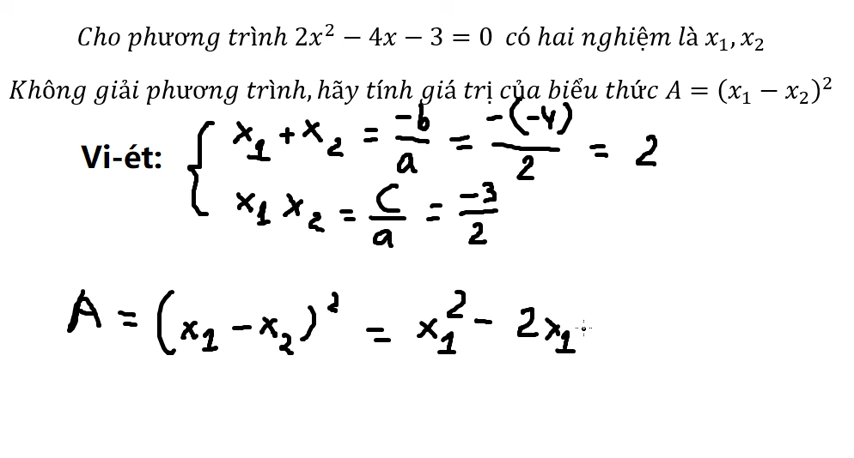 Cho phương trình 2x² − 4x − 3 = 0 có hai nghiệm là x₁, x₂
Không giải phương trình, hãy tính giá trị của biểu thức A = (x₁ − x₂)²
Vi-ét: { x₁ + x₂ = -b/a = -(-4)/2 = 2
x₁ x₂ = c/a = -3/2
A = (x₁ − x₂)² = x₁² − 2x₁